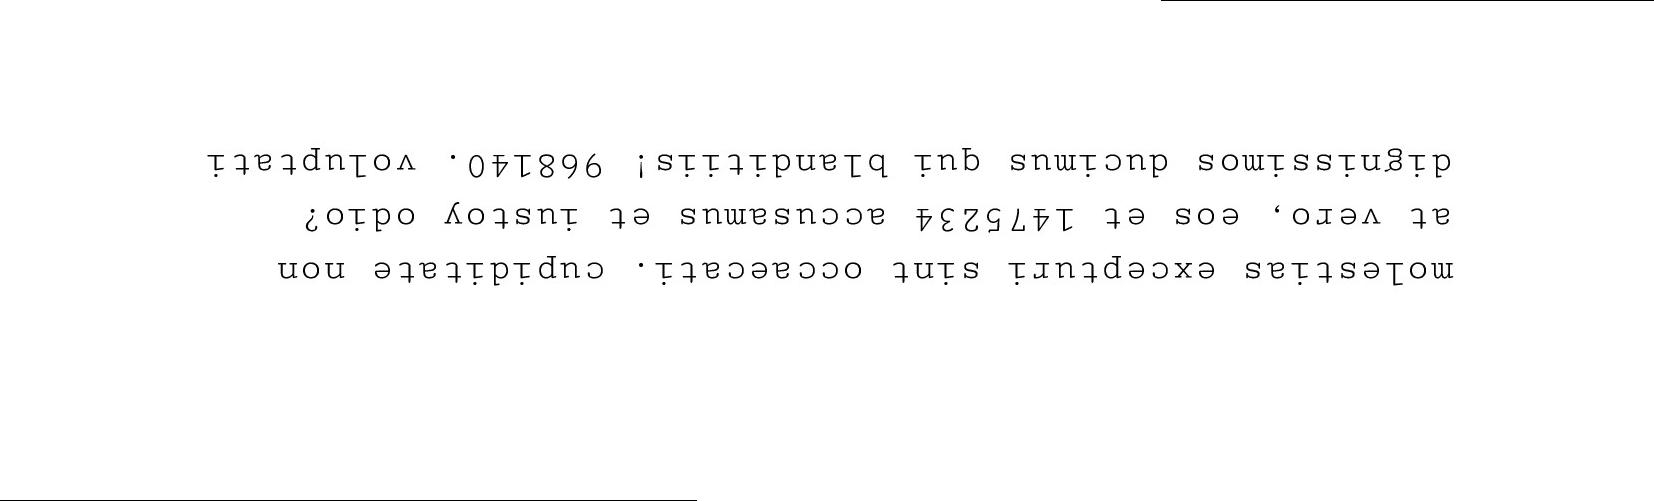 molestias excepturi sint occaecati. cupiditate non
at vero, eos et 1475234 accusamus et iustoy odio?
dignissimos ducimus qui blanditiis! 968140. voluptati